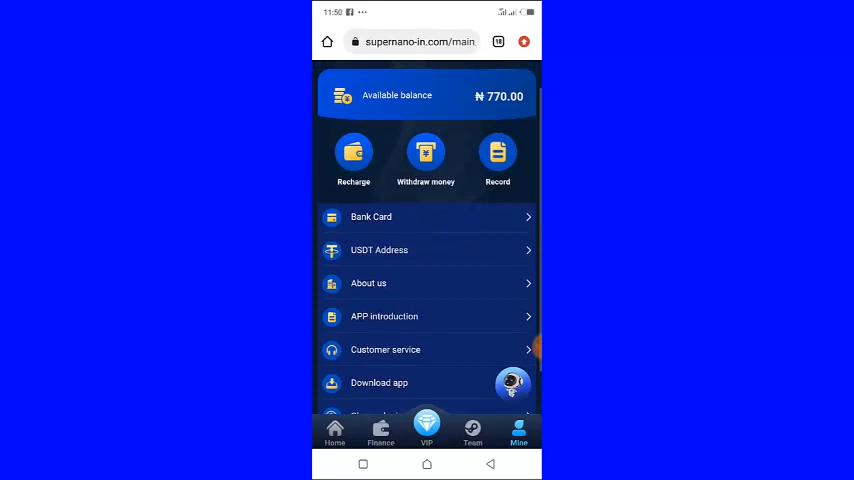 11:50
supernano-in.com/main
18
Available balance
₦ 770.00
Recharge
Withdraw money
Record
Bank Card
USDT Address
About us
APP introduction
Customer service
Download app
Home
Finance
VIP
Team
Mine